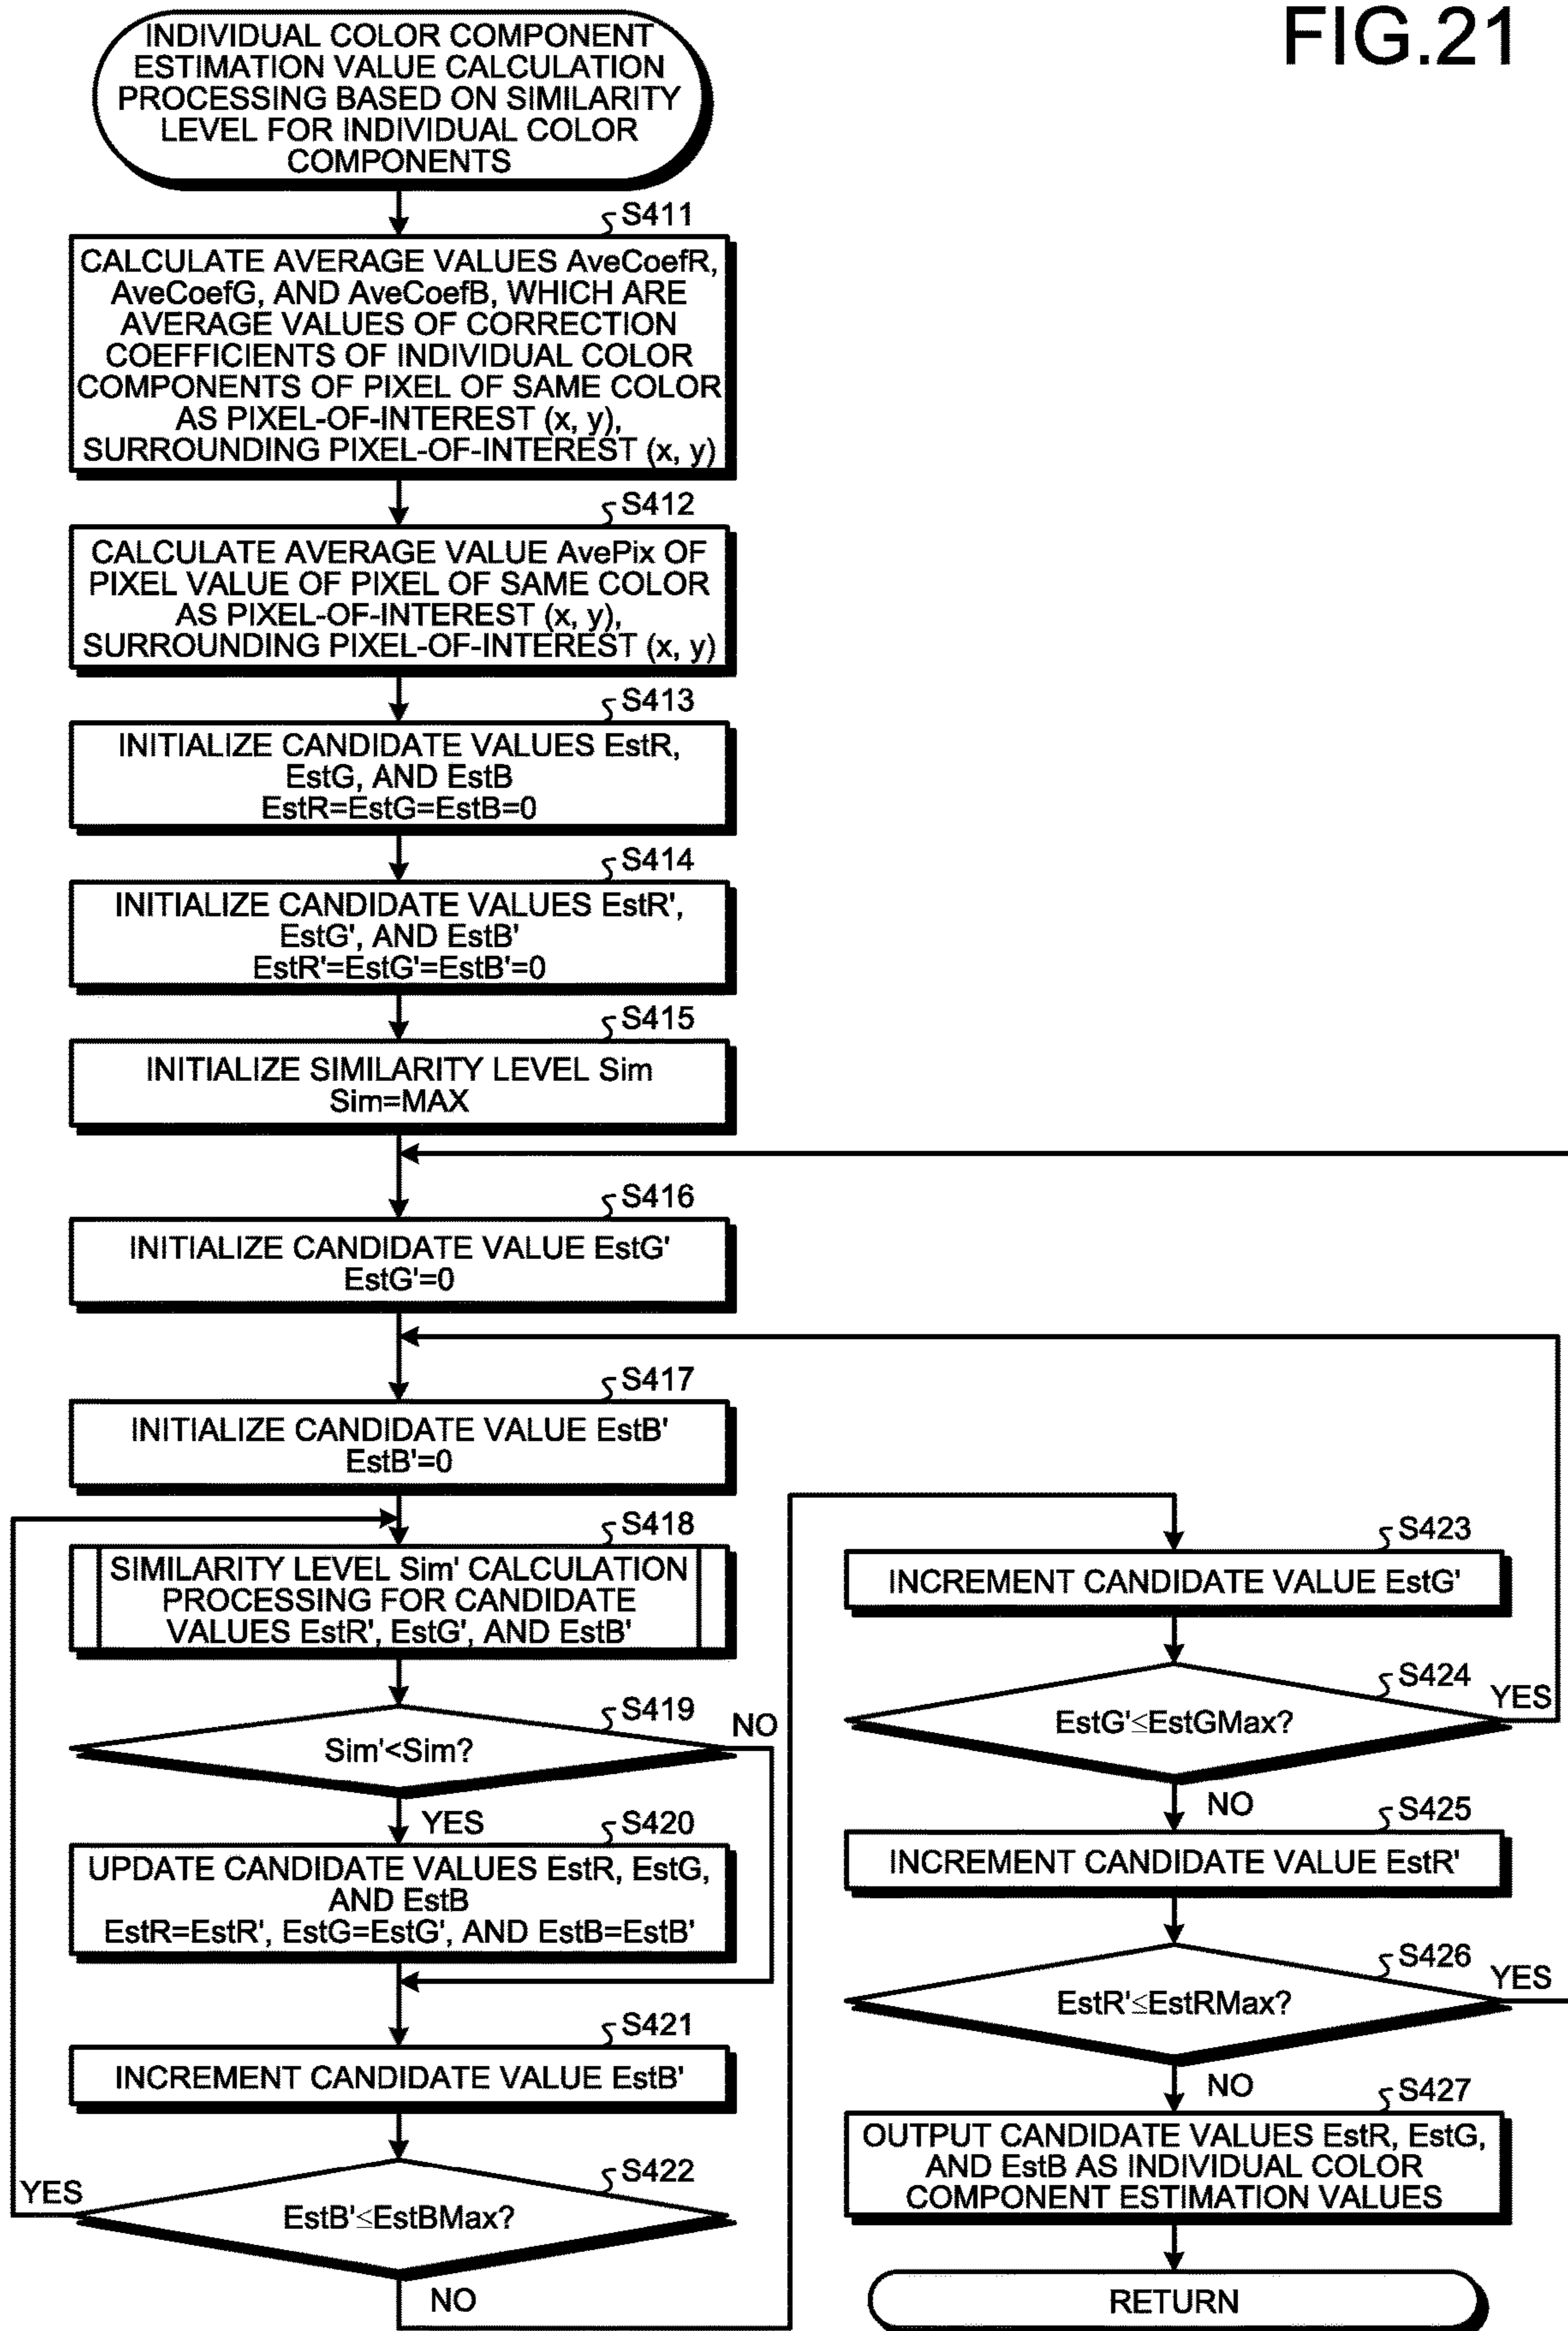 FIG.21
INDIVIDUAL COLOR COMPONENT
ESTIMATION VALUE CALCULATION
PROCESSING BASED ON SIMILARITY
LEVEL FOR INDIVIDUAL COLOR
COMPONENTS
S411
CALCULATE AVERAGE VALUES AveCoefR,
AveCoefG, AND AveCoefB, WHICH ARE
AVERAGE VALUES OF CORRECTION
COEFFICIENTS OF INDIVIDUAL COLOR
COMPONENTS OF PIXEL OF SAME COLOR
AS PIXEL-OF-INTEREST (x, y),
SURROUNDING PIXEL-OF-INTEREST (x, y)
S412
CALCULATE AVERAGE VALUE AvePix OF
PIXEL VALUE OF PIXEL OF SAME COLOR
AS PIXEL-OF-INTEREST (x, y),
SURROUNDING PIXEL-OF-INTEREST (x, y)
S413
INITIALIZE CANDIDATE VALUES EstR,
EstG, AND EstB
EstR=EstG=EstB=0
S414
INITIALIZE CANDIDATE VALUES EstR',
EstG', AND EstB'
EstR'=EstG'=EstB'=0
S415
INITIALIZE SIMILARITY LEVEL Sim
Sim=MAX
S416
INITIALIZE CANDIDATE VALUE EstG'
EstG'=0
S417
INITIALIZE CANDIDATE VALUE EstB'
EstB'=0
S418
SIMILARITY LEVEL Sim' CALCULATION
PROCESSING FOR CANDIDATE
VALUES EstR', EstG', AND EstB'
S419
Sim'<Sim?
NO
YES
S420
UPDATE CANDIDATE VALUES EstR, EstG,
AND EstB
EstR=EstR', EstG=EstG', AND EstB=EstB'
S421
INCREMENT CANDIDATE VALUE EstB'
S422
EstB'≤EstBMax?
YES
NO
S423
INCREMENT CANDIDATE VALUE EstG'
S424
EstG'≤EstGMax?
YES
NO
S425
INCREMENT CANDIDATE VALUE EstR'
S426
EstR'≤EstRMax?
YES
NO
S427
OUTPUT CANDIDATE VALUES EstR, EstG,
AND EstB AS INDIVIDUAL COLOR
COMPONENT ESTIMATION VALUES
RETURN